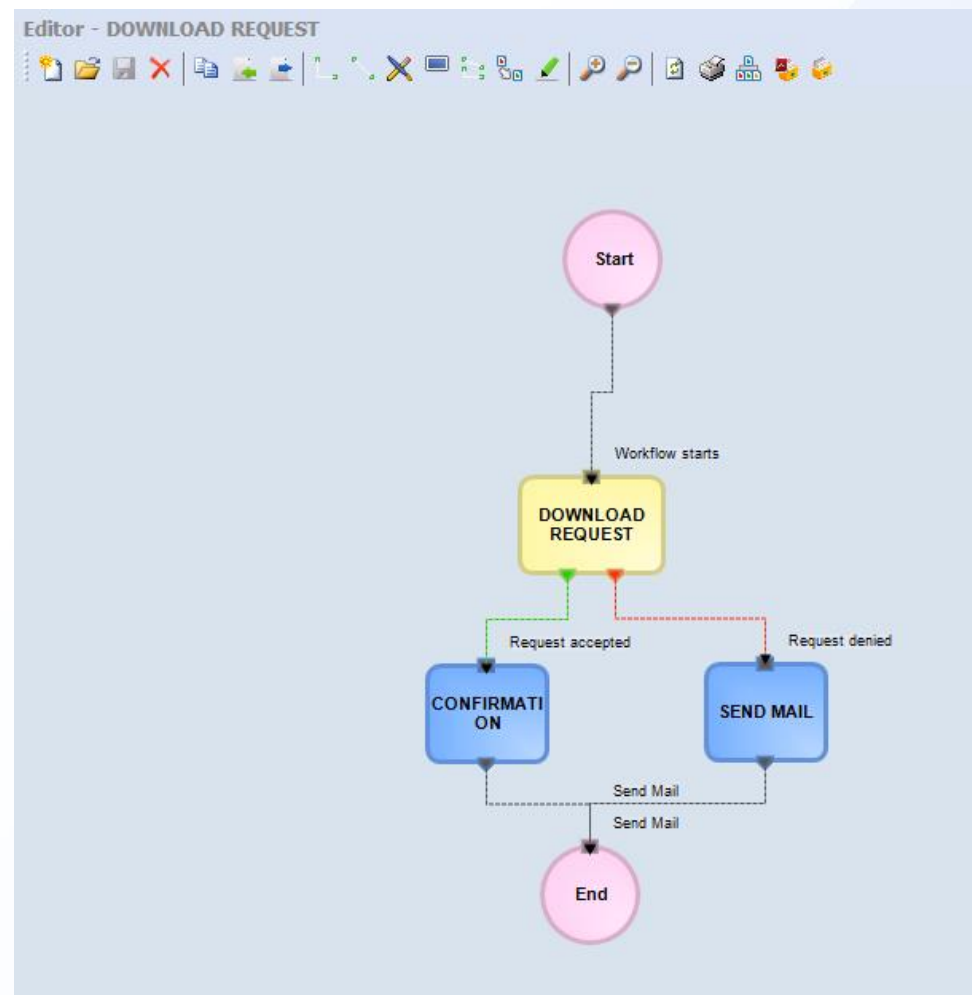 Editor - DOWNLOAD REQUEST
Start
Workflow starts
DOWNLOAD
REQUEST
Request accepted
Request denied
CONFIRMATI
ON
SEND MAIL
Send Mail
Send Mail
End